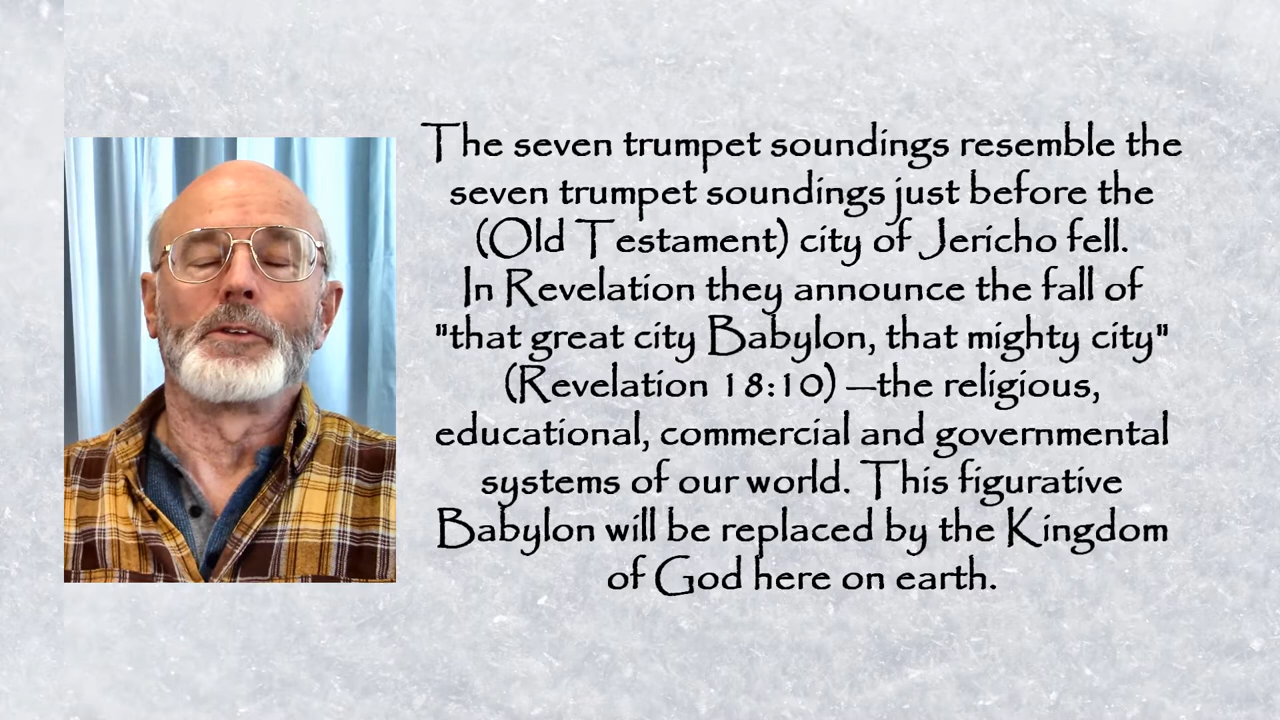 The seven trumpet soundings resemble the
seven trumpet soundings just before the
(Old Testament) city of Jericho fell.
In Revelation they announce the fall of
"that great city Babylon, that mighty city"
(Revelation 18:10) —the religious,
educational, commercial and governmental
systems of our world. This figurative
Babylon will be replaced by the Kingdom
of God here on earth.